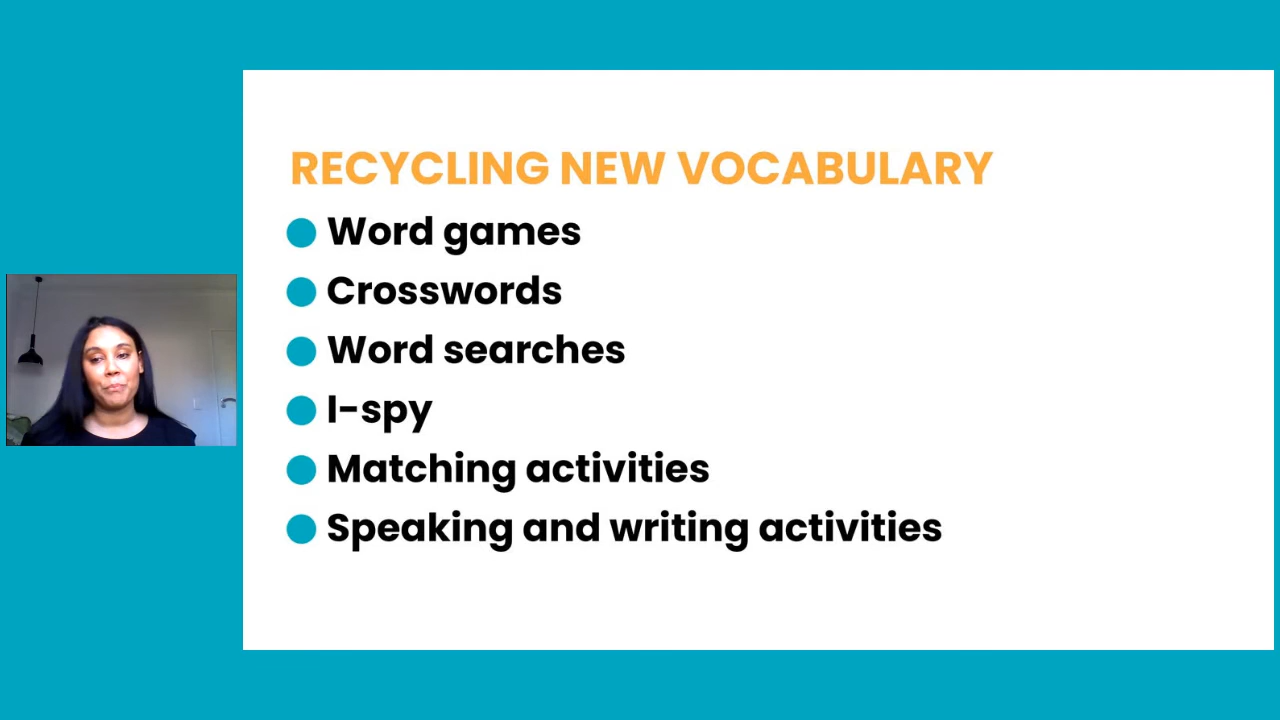 RECYCLING NEW VOCABULARY
Word games
Crosswords
Word searches
I-spy
Matching activities
Speaking and writing activities